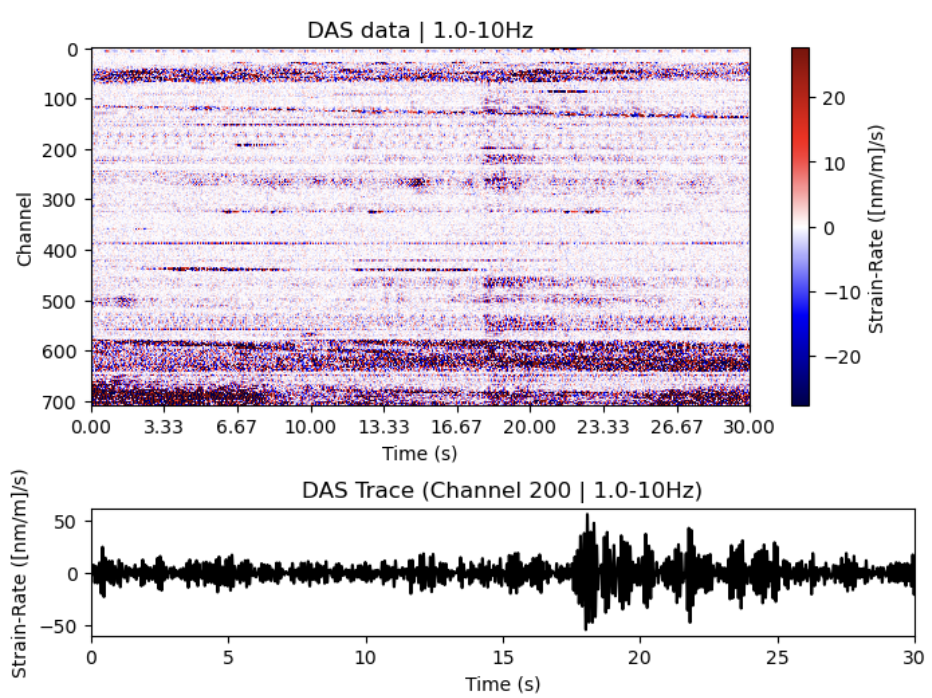 DAS data | 1.0-10Hz
Channel
0
100
200
300
400
500
600
700
0.00 3.33 6.67 10.00 13.33 16.67 20.00 23.33 26.67 30.00
Time (s)
20
10
0
−10
−20
Strain-Rate ([nm/m]/s)
DAS Trace (Channel 200 | 1.0-10Hz)
Strain-Rate ([nm/m]/s)
50
0
−50
0 5 10 15 20 25 30
Time (s)